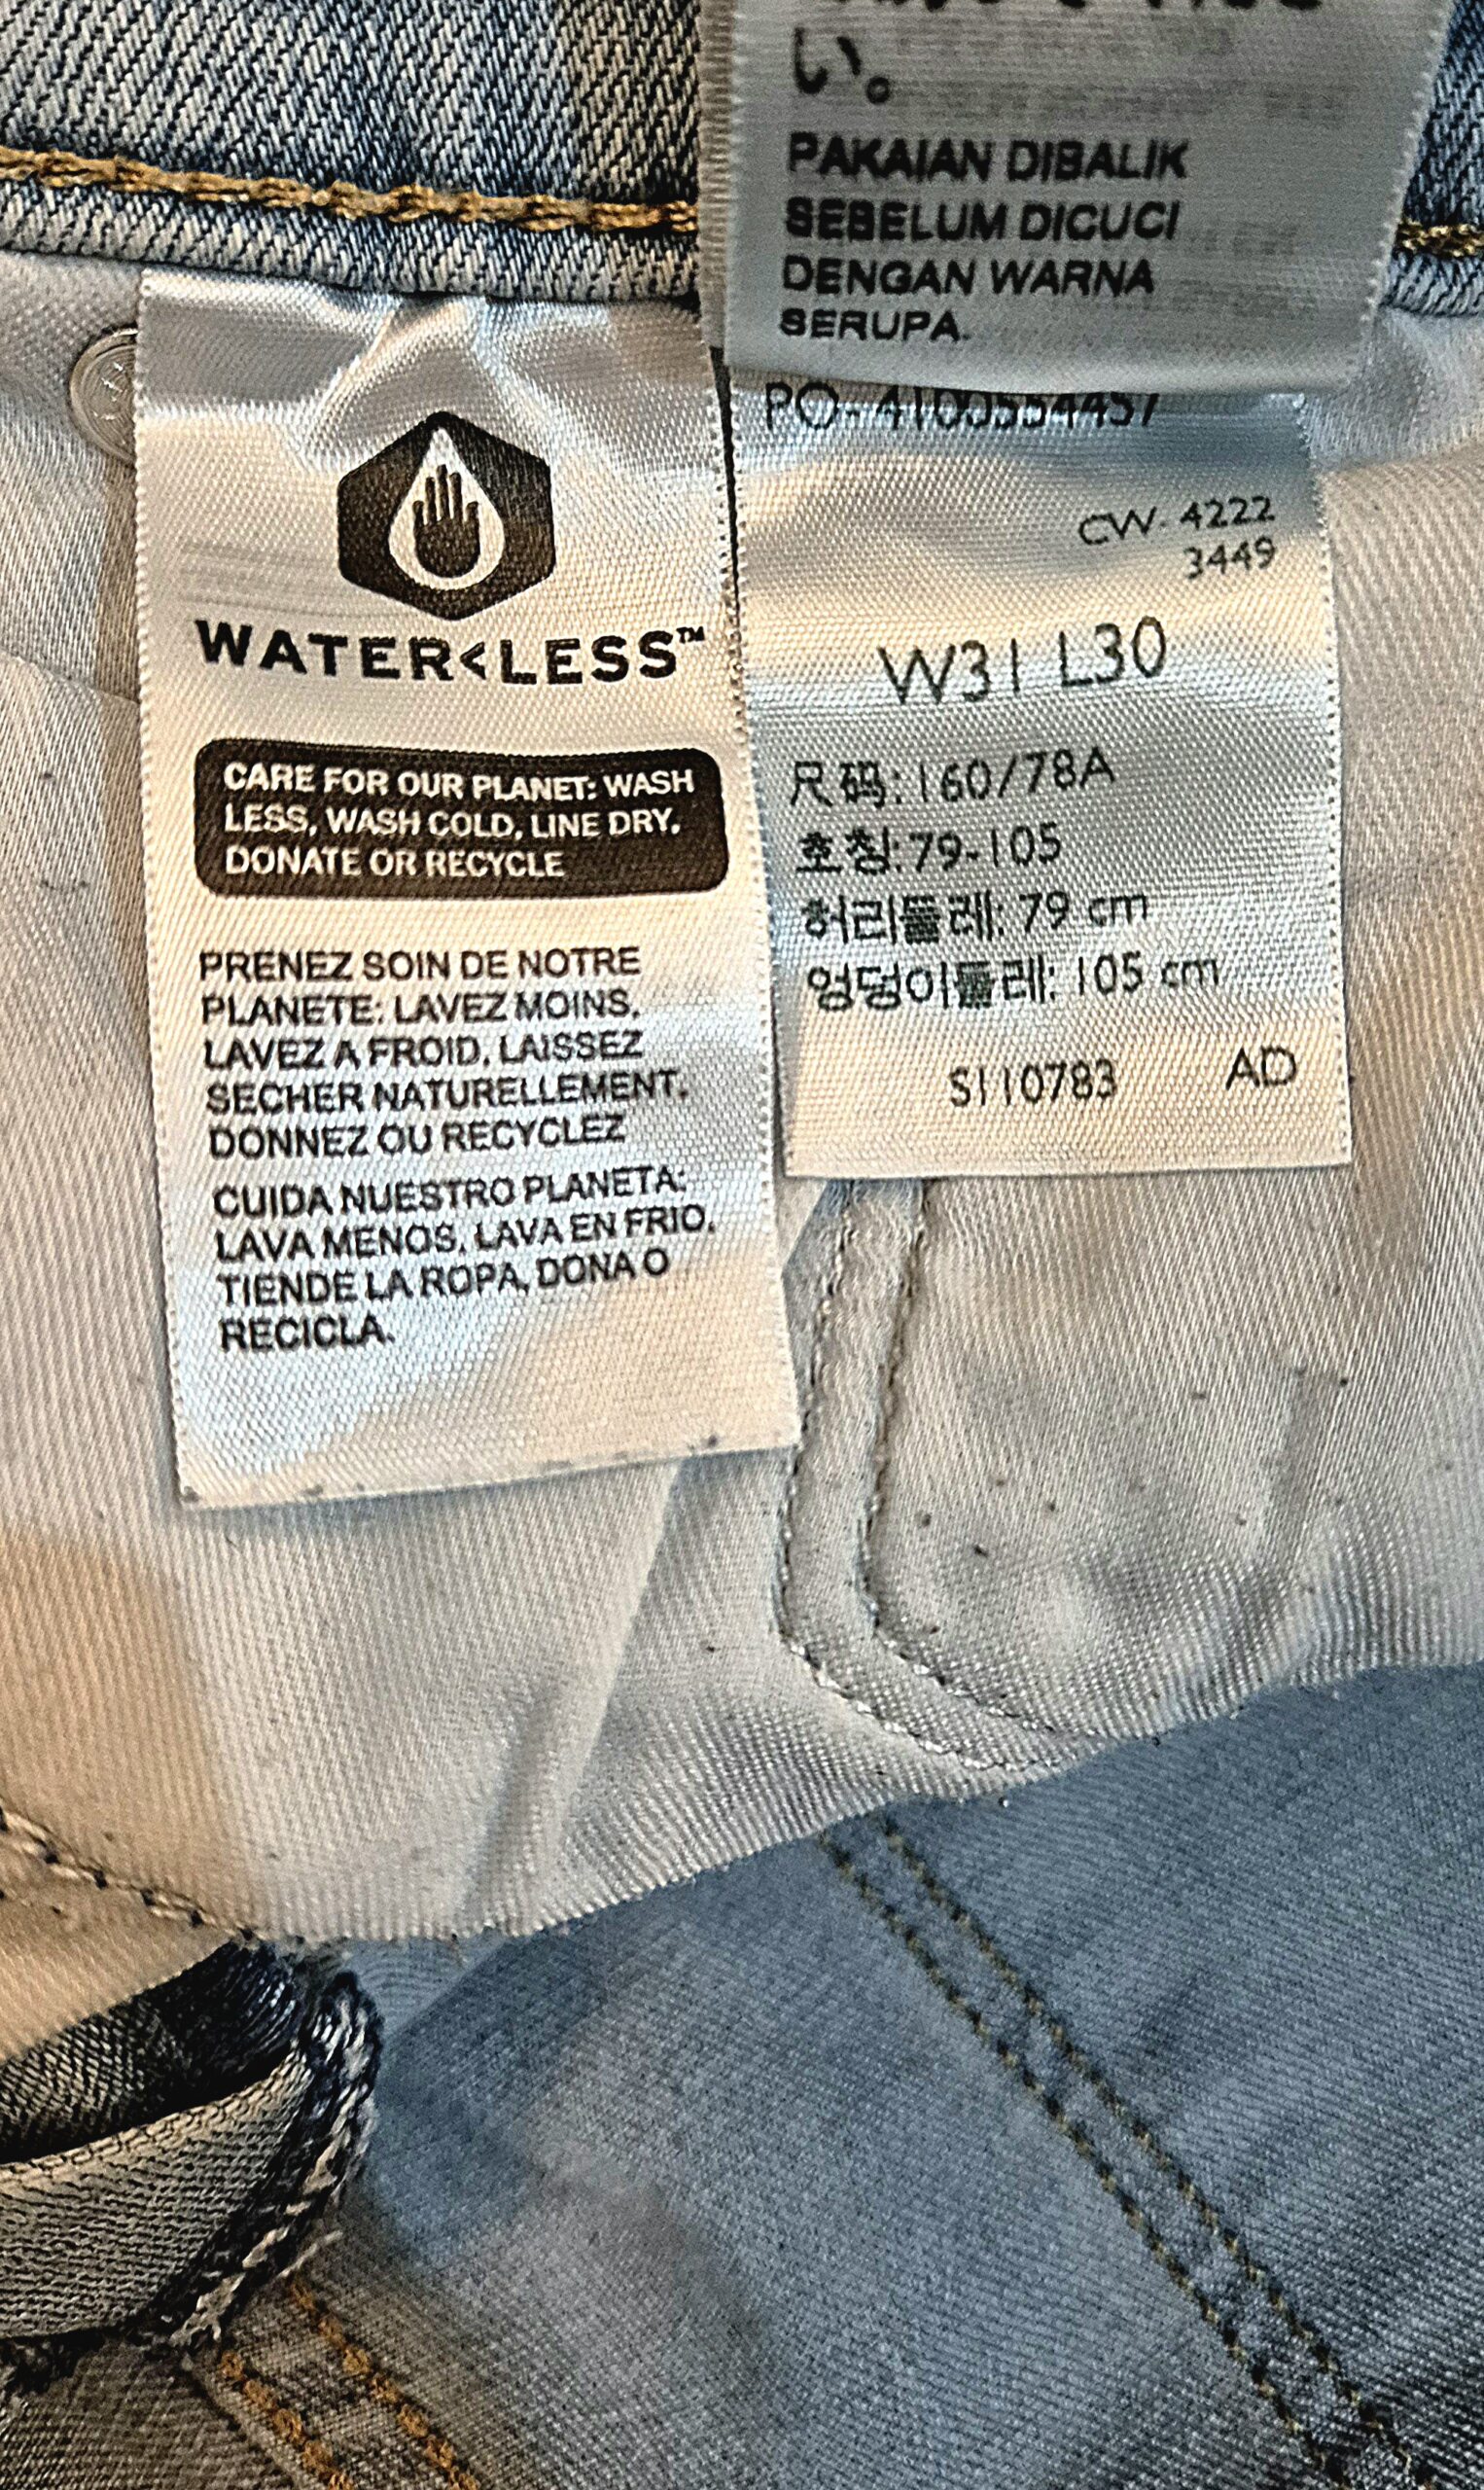 い。
PAKAIAN DIBALIK
SEBELUM DICUCI
DENGAN WARNA
SERUPA.
WATER<LESS™
CARE FOR OUR PLANET: WASH
LESS, WASH COLD, LINE DRY,
DONATE OR RECYCLE
PRENEZ SOIN DE NOTRE
PLANETE: LAVEZ MOINS,
LAVEZ A FROID, LAISSEZ
SECHER NATURELLEMENT,
DONNEZ OU RECYCLEZ
CUIDA NUESTRO PLANETA:
LAVA MENOS, LAVA EN FRIO,
TIENDE LA ROPA, DONA O
RECICLA.
PO- 4100554457
CW- 4222
3449
W31 L30
尺码: 160/78A
호칭: 79-105
허리둘레: 79 cm
엉덩이둘레: 105 cm
S110783 AD